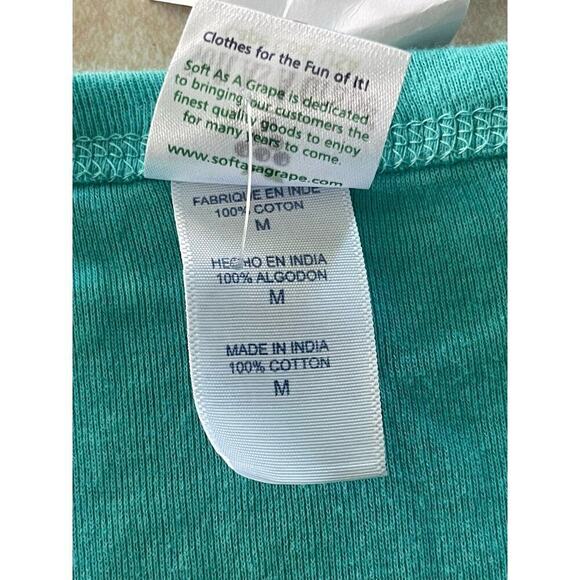 Clothes for the Fun of It!
Soft As A Grape is dedicated
to bringing our customers the
finest quality goods to enjoy
for many years to come.
www.softasagrape.com
FABRIQUE EN INDE
100% COTON
M
HECHO EN INDIA
100% ALGODON
M
MADE IN INDIA
100% COTTON
M